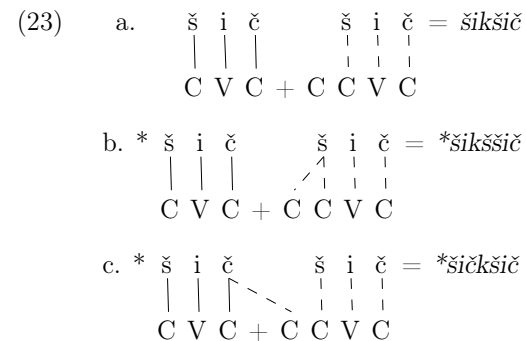 (23) a. š i č š i č = šikšič
C V C + C C V C
b. * š i č š i č = *šikššič
C V C + C C V C
c. * š i č š i č = *šičkšič
C V C + C C V C